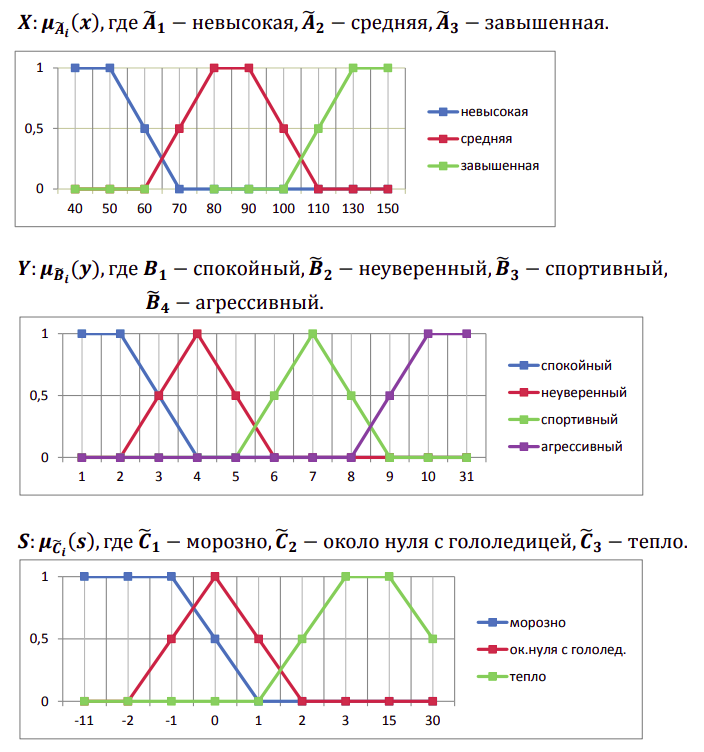 X: μ_Ã₁(x), где Ã₁ − невысокая, Ã₂ − средняя, Ã₃ − завышенная.
1
0,5
0
40 50 60 70 80 90 100 110 130 150
невысокая
средняя
завышенная
Y: μ_B̃ᵢ(y), где B₁ − спокойный, B̃₂ − неуверенный, B̃₃ − спортивный,
B̃₄ − агрессивный.
1
0,5
0
1 2 3 4 5 6 7 8 9 10 31
спокойный
неуверенный
спортивный
агрессивный
S: μ_C̃ᵢ(s), где C̃₁ − морозно, C̃₂ − около нуля с гололедицей, C̃₃ − тепло.
1
0,5
0
-11 -2 -1 0 1 2 3 15 30
морозно
ок.нуля с гололед.
тепло